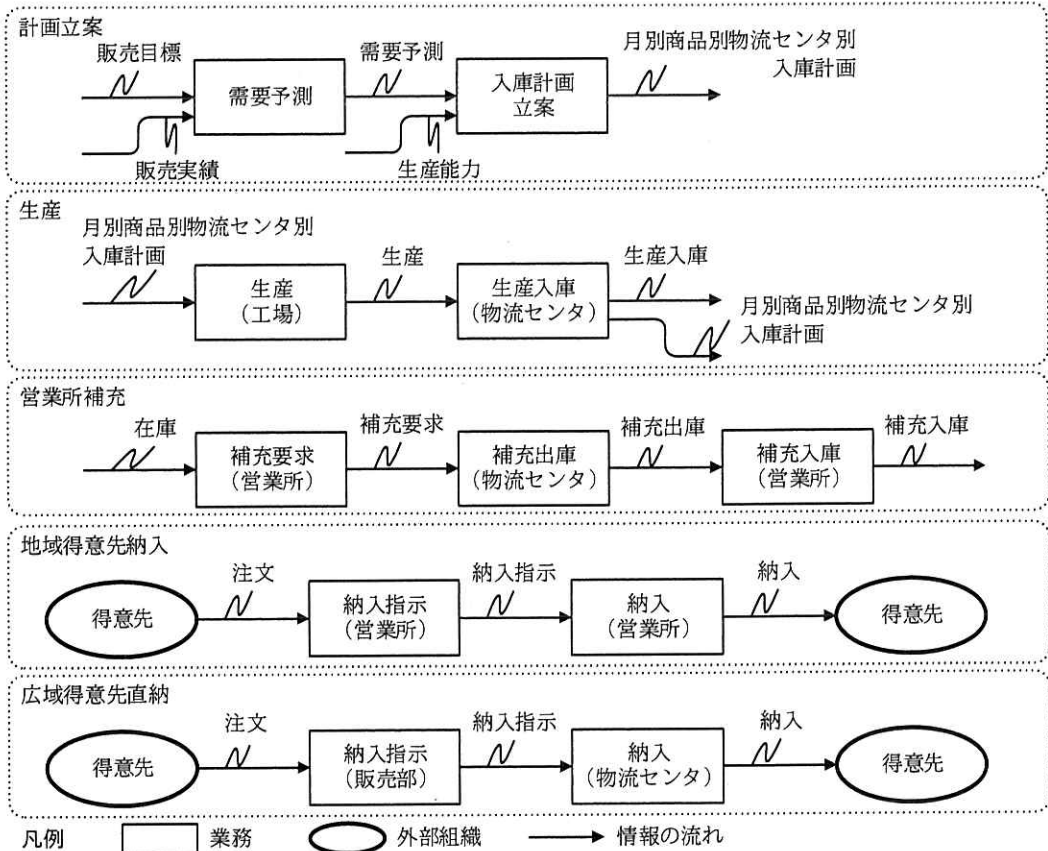 計画立案
販売目標
需要予測
販売実績
需要予測
入庫計画
立案
生産能力
月別商品別物流センタ別
入庫計画
生産
月別商品別物流センタ別
入庫計画
生産
(工場)
生産
生産入庫
(物流センタ)
生産入庫
月別商品別物流センタ別
入庫計画
営業所補充
在庫
補充要求
(営業所)
補充要求
補充出庫
(物流センタ)
補充出庫
補充入庫
(営業所)
補充入庫
地域得意先納入
得意先
注文
納入指示
(営業所)
納入指示
納入
(営業所)
納入
得意先
広域得意先直納
得意先
注文
納入指示
(販売部)
納入指示
納入
(物流センタ)
納入
得意先
凡例
業務
外部組織
情報の流れ